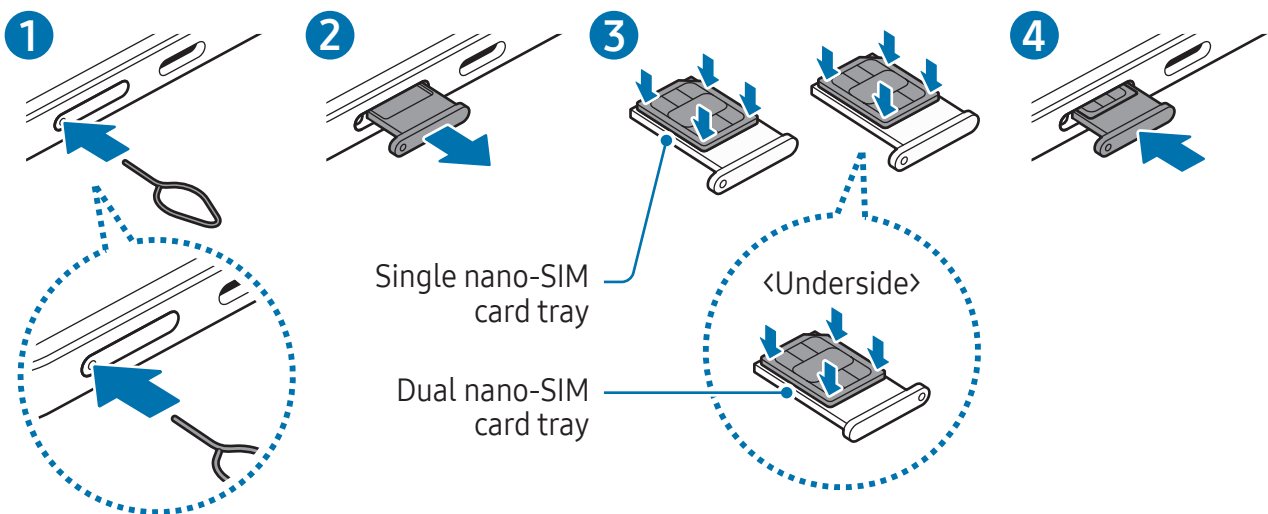 1
2
3
4
Single nano-SIM
card tray
<Underside>
Dual nano-SIM
card tray